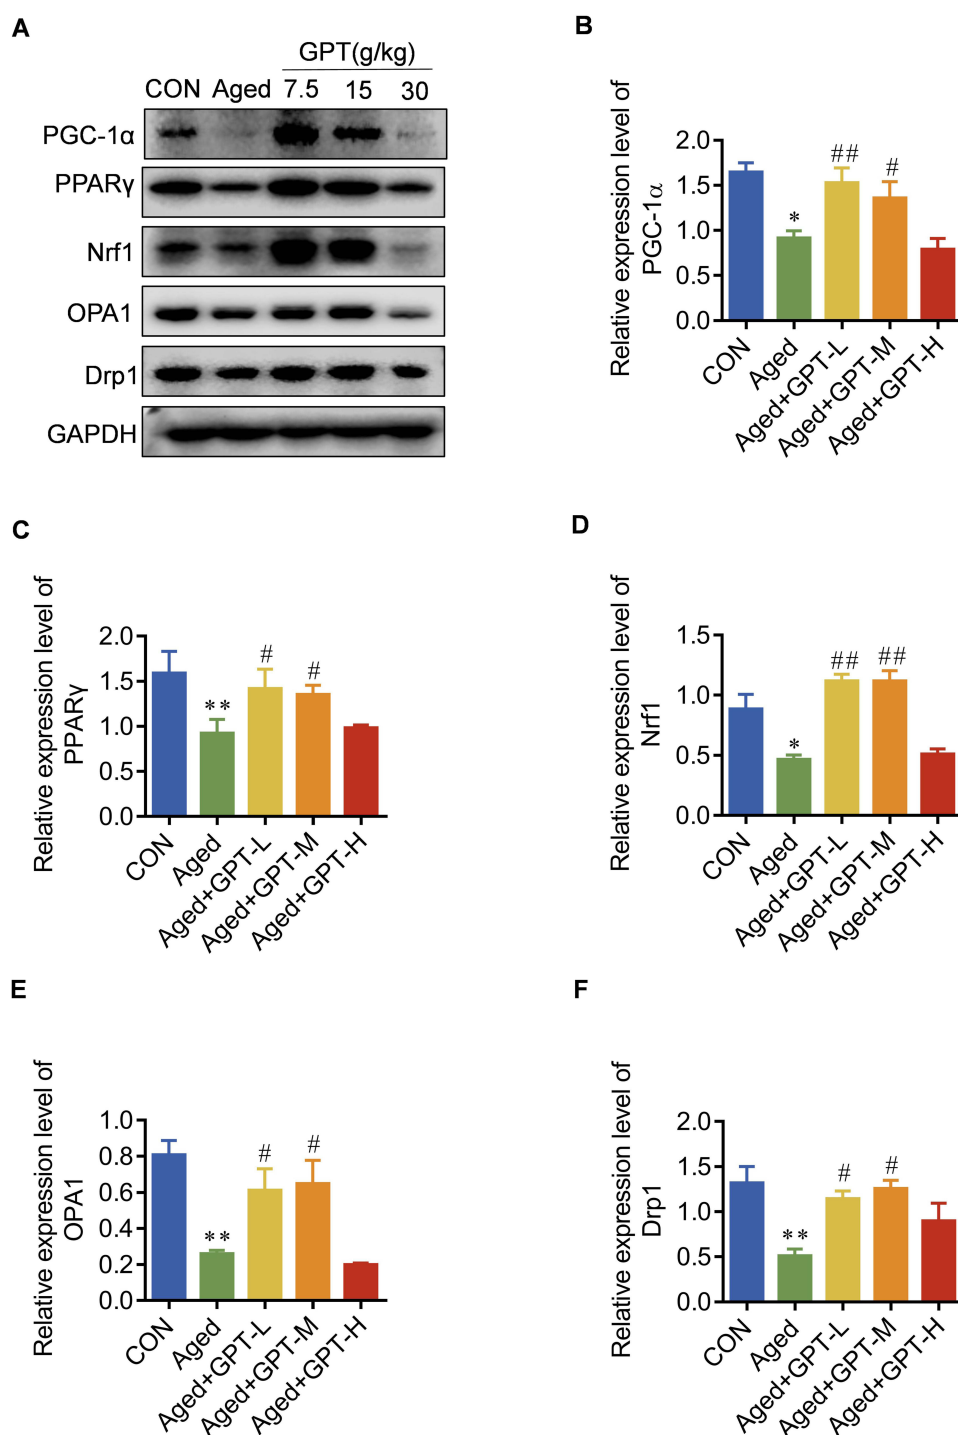 A
GPT(g/kg)
CON Aged 7.5 15 30
PGC-1α
PPARγ
Nrf1
OPA1
Drp1
GAPDH
B
Relative expression level of
PGC-1α
2.0
1.5
1.0
0.5
0.0
*
##
#
CON
Aged
Aged+GPT-L
Aged+GPT-M
Aged+GPT-H
C
Relative expression level of
PPARγ
2.0
1.5
1.0
0.5
0.0
**
#
#
CON
Aged
Aged+GPT-L
Aged+GPT-M
Aged+GPT-H
D
Relative expression level of
Nrf1
1.5
1.0
0.5
0.0
*
##
##
CON
Aged
Aged+GPT-L
Aged+GPT-M
Aged+GPT-H
E
Relative expression level of
OPA1
1.0
0.8
0.6
0.4
0.2
0.0
**
#
#
CON
Aged
Aged+GPT-L
Aged+GPT-M
Aged+GPT-H
F
Relative expression level of
Drp1
2.0
1.5
1.0
0.5
0.0
**
#
#
CON
Aged
Aged+GPT-L
Aged+GPT-M
Aged+GPT-H